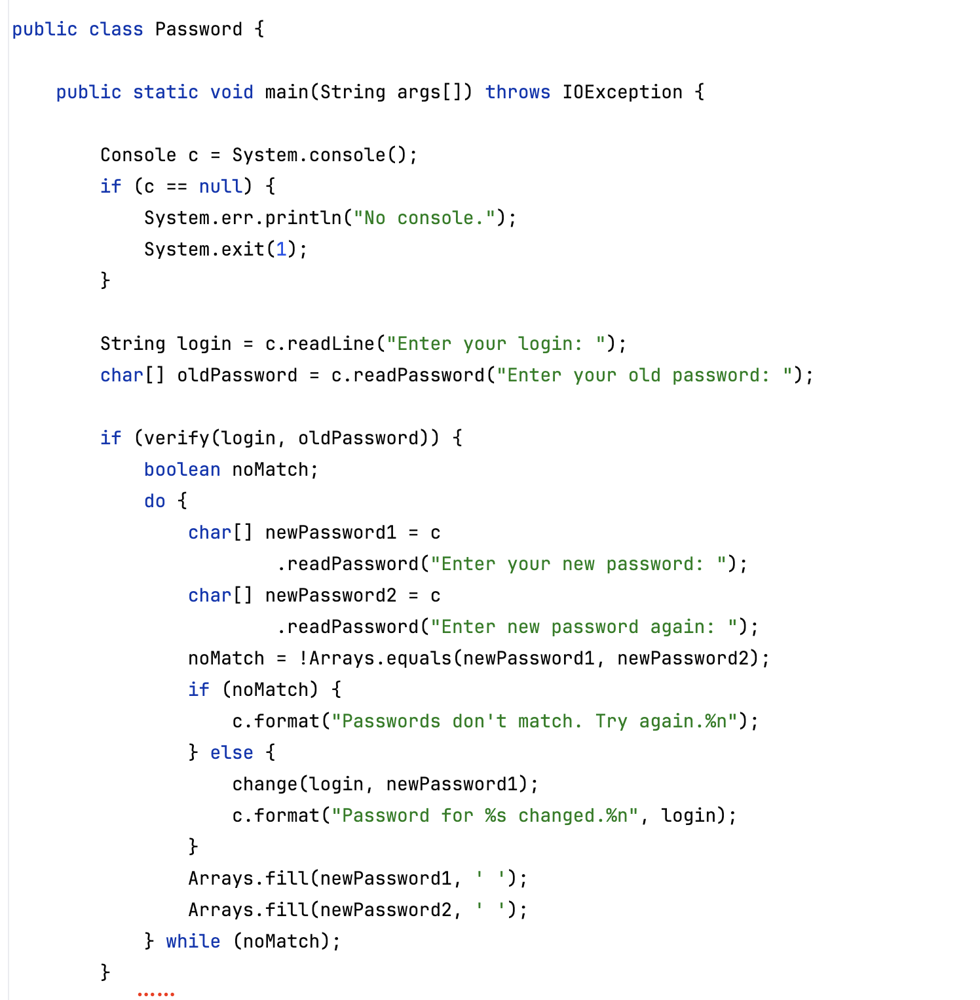 public class Password {
public static void main(String args[]) throws IOException {
Console c = System.console();
if (c == null) {
System.err.println("No console.");
System.exit(1);
}
String login = c.readLine("Enter your login: ");
char[] oldPassword = c.readPassword("Enter your old password: ");
if (verify(login, oldPassword)) {
boolean noMatch;
do {
char[] newPassword1 = c
.readPassword("Enter your new password: ");
char[] newPassword2 = c
.readPassword("Enter new password again: ");
noMatch = !Arrays.equals(newPassword1, newPassword2);
if (noMatch) {
c.format("Passwords don't match. Try again.%n");
} else {
change(login, newPassword1);
c.format("Password for %s changed.%n", login);
}
Arrays.fill(newPassword1, ' ');
Arrays.fill(newPassword2, ' ');
} while (noMatch);
}
......